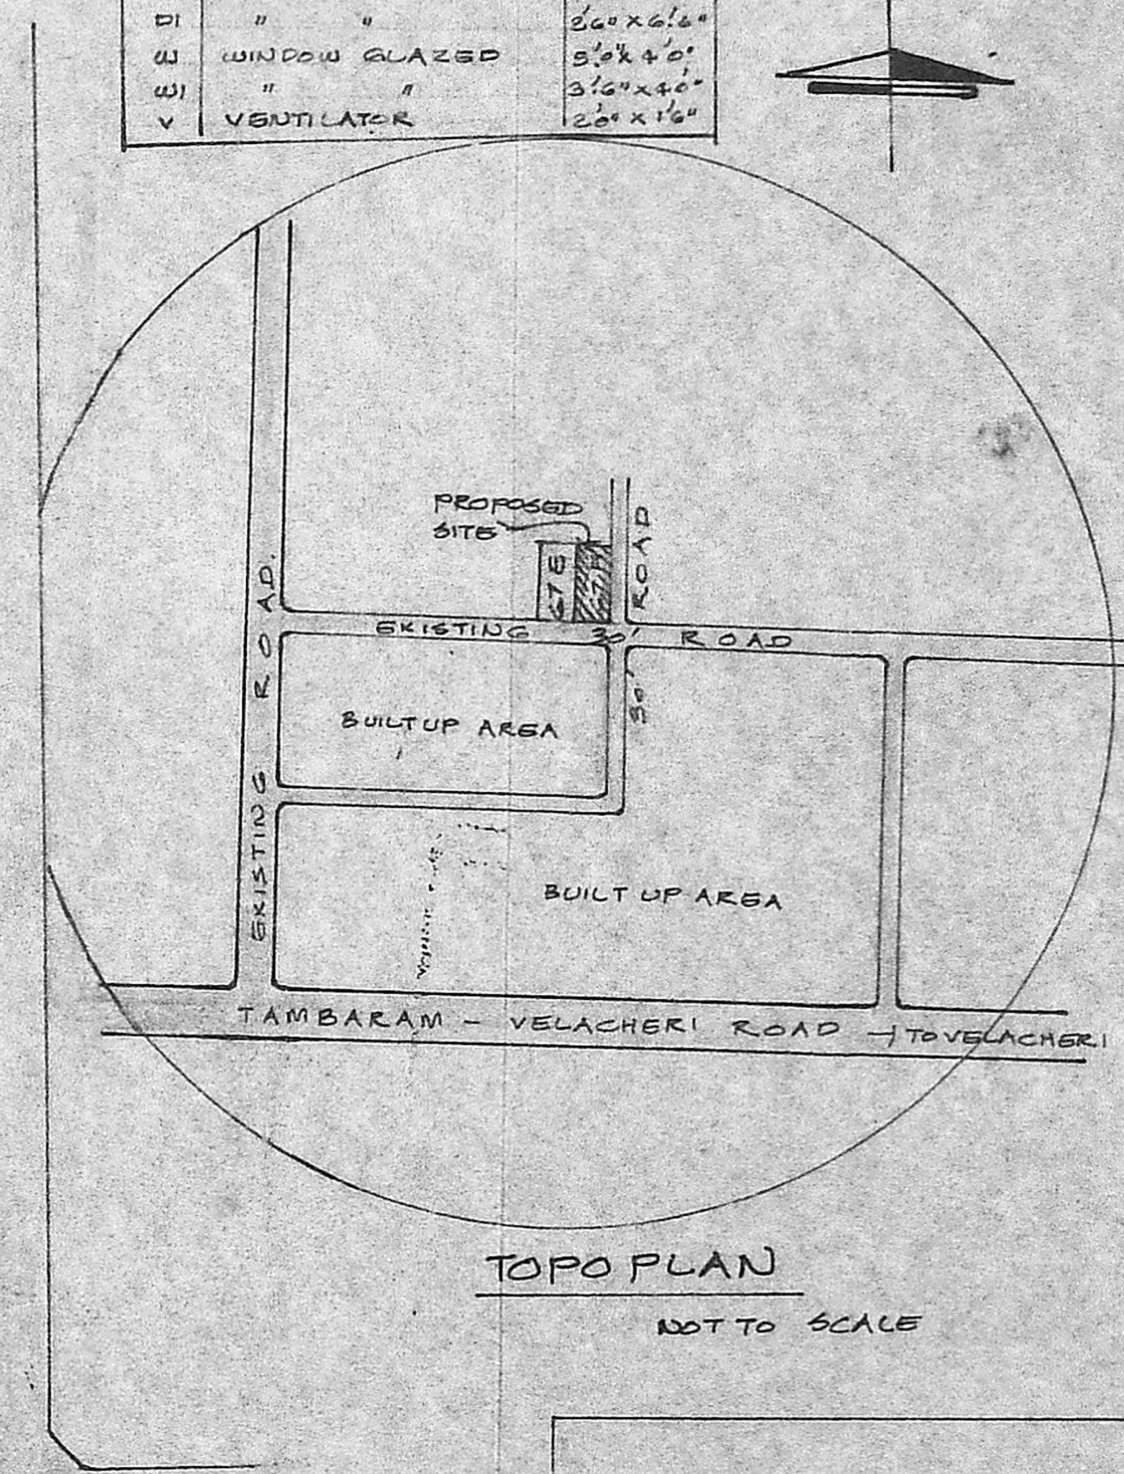 D1 " " 2'6" X 6'6"
W WINDOW GLAZED 5'0" X 4'0"
W1 " " 3'6" X 4'0"
V VENTILATOR 2'0" X 1'6"
PROPOSED
SITE
ROAD
EXISTING 30' ROAD
30'
EXISTING ROAD.
BUILTUP AREA
BUILT UP AREA
TAMBARAM - VELACHERI ROAD → TO VELACHERI
TOPO PLAN
NOT TO SCALE